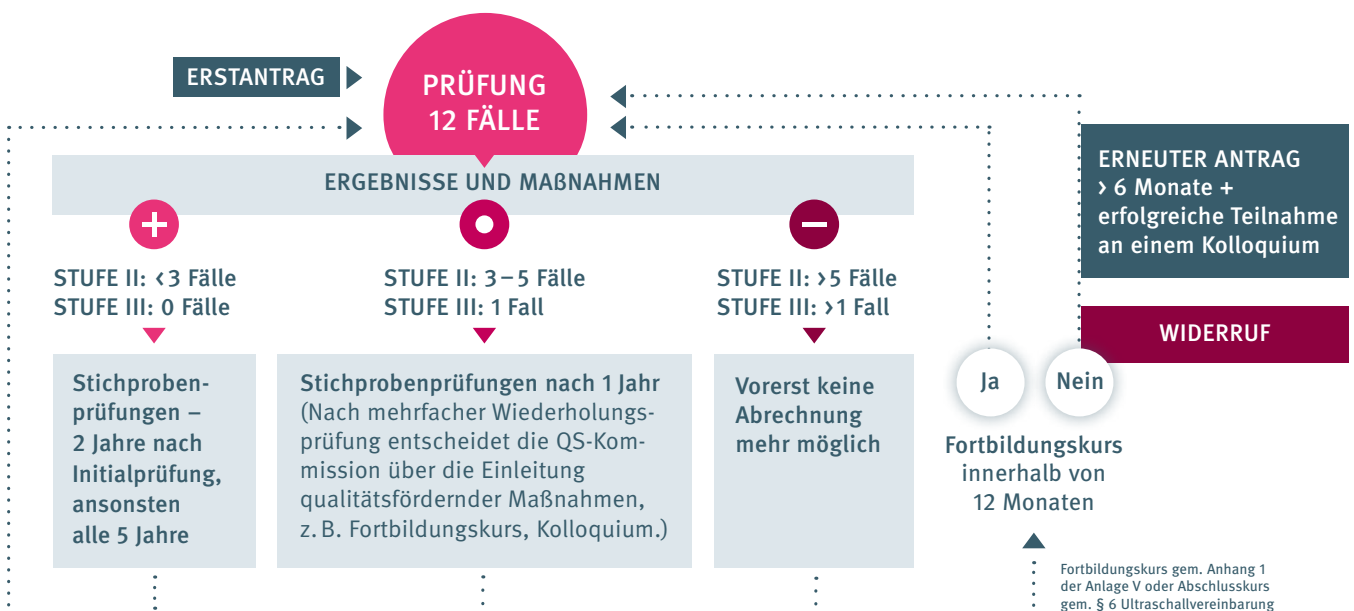 ERSTANTRAG
PRÜFUNG
12 FÄLLE
ERGEBNISSE UND MAßNAHMEN
STUFE II: <3 Fälle
STUFE III: 0 Fälle
Stichproben-
prüfungen –
2 Jahre nach
Initialprüfung,
ansonsten
alle 5 Jahre
STUFE II: 3–5 Fälle
STUFE III: 1 Fall
Stichprobenprüfungen nach 1 Jahr
(Nach mehrfacher Wiederholungs-
prüfung entscheidet die QS-Kom-
mission über die Einleitung
qualitätsfördernder Maßnahmen,
z. B. Fortbildungskurs, Kolloquium.)
STUFE II: >5 Fälle
STUFE III: >1 Fall
Vorerst keine
Abrechnung
mehr möglich
ERNEUTER ANTRAG
> 6 Monate +
erfolgreiche Teilnahme
an einem Kolloquium
WIDERRUF
Ja
Nein
Fortbildungskurs
innerhalb von
12 Monaten
Fortbildungskurs gem. Anhang 1
der Anlage V oder Abschlusskurs
gem. § 6 Ultraschallvereinbarung